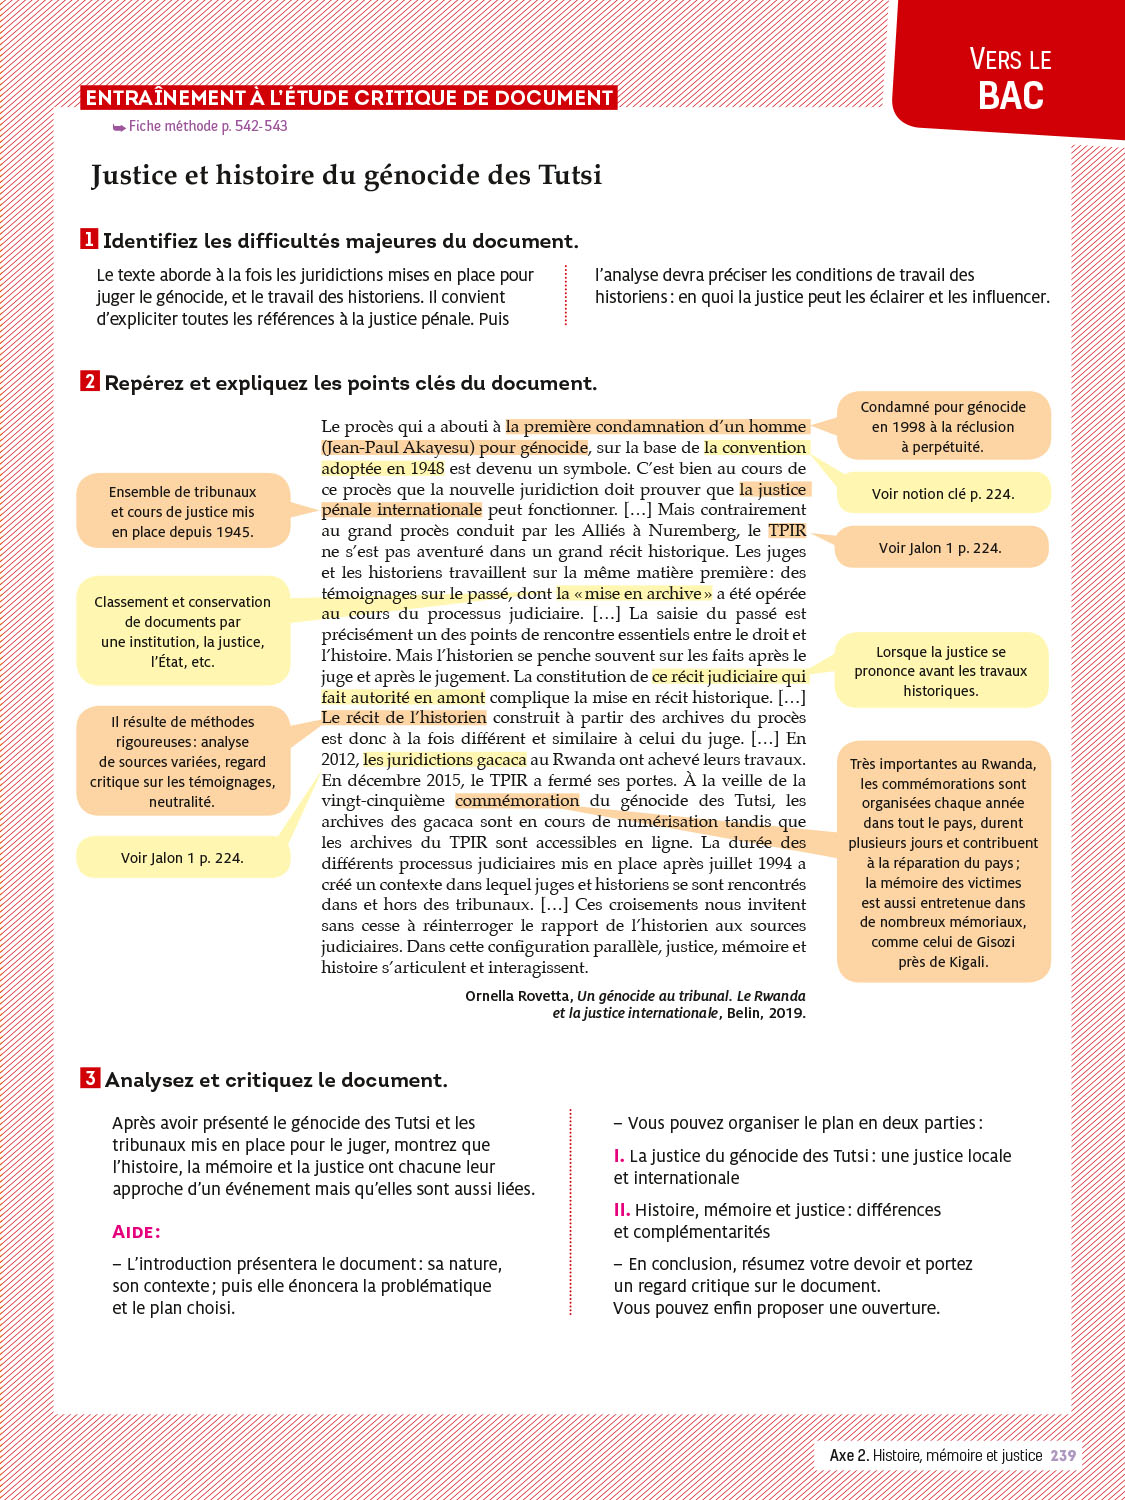 VERS LE
BAC
ENTRAÎNEMENT À L'ÉTUDE CRITIQUE DE DOCUMENT
➥ Fiche méthode p. 542-543
Justice et histoire du génocide des Tutsi
1 Identifiez les difficultés majeures du document.
Le texte aborde à la fois les juridictions mises en place pour
juger le génocide, et le travail des historiens. Il convient
d'expliciter toutes les références à la justice pénale. Puis
l'analyse devra préciser les conditions de travail des
historiens : en quoi la justice peut les éclairer et les influencer.
2 Repérez et expliquez les points clés du document.
Le procès qui a abouti à la première condamnation d'un homme
(Jean-Paul Akayesu) pour génocide, sur la base de la convention
adoptée en 1948 est devenu un symbole. C'est bien au cours de
ce procès que la nouvelle juridiction doit prouver que la justice
pénale internationale peut fonctionner. […] Mais contrairement
au grand procès conduit par les Alliés à Nuremberg, le TPIR
ne s'est pas aventuré dans un grand récit historique. Les juges
et les historiens travaillent sur la même matière première : des
témoignages sur le passé, dont la « mise en archive » a été opérée
au cours du processus judiciaire. […] La saisie du passé est
précisément un des points de rencontre essentiels entre le droit et
l'histoire. Mais l'historien se penche souvent sur les faits après le
juge et après le jugement. La constitution de ce récit judiciaire qui
fait autorité en amont complique la mise en récit historique. […]
Le récit de l'historien construit à partir des archives du procès
est donc à la fois différent et similaire à celui du juge. […] En
2012, les juridictions gacaca au Rwanda ont achevé leurs travaux.
En décembre 2015, le TPIR a fermé ses portes. À la veille de la
vingt-cinquième commémoration du génocide des Tutsi, les
archives des gacaca sont en cours de numérisation tandis que
les archives du TPIR sont accessibles en ligne. La durée des
différents processus judiciaires mis en place après juillet 1994 a
créé un contexte dans lequel juges et historiens se sont rencontrés
dans et hors des tribunaux. […] Ces croisements nous invitent
sans cesse à réinterroger le rapport de l'historien aux sources
judiciaires. Dans cette configuration parallèle, justice, mémoire et
histoire s'articulent et interagissent.
Ornella Rovetta, Un génocide au tribunal. Le Rwanda
et la justice internationale, Belin, 2019.
Ensemble de tribunaux
et cours de justice mis
en place depuis 1945.
Classement et conservation
de documents par
une institution, la justice,
l'État, etc.
Il résulte de méthodes
rigoureuses : analyse
de sources variées, regard
critique sur les témoignages,
neutralité.
Voir Jalon 1 p. 224.
Condamné pour génocide
en 1998 à la réclusion
à perpétuité.
Voir notion clé p. 224.
Voir Jalon 1 p. 224.
Lorsque la justice se
prononce avant les travaux
historiques.
Très importantes au Rwanda,
les commémorations sont
organisées chaque année
dans tout le pays, durent
plusieurs jours et contribuent
à la réparation du pays ;
la mémoire des victimes
est aussi entretenue dans
de nombreux mémoriaux,
comme celui de Gisozi
près de Kigali.
3 Analysez et critiquez le document.
Après avoir présenté le génocide des Tutsi et les
tribunaux mis en place pour le juger, montrez que
l'histoire, la mémoire et la justice ont chacune leur
approche d'un événement mais qu'elles sont aussi liées.
AIDE :
– L'introduction présentera le document : sa nature,
son contexte ; puis elle énoncera la problématique
et le plan choisi.
– Vous pouvez organiser le plan en deux parties :
I. La justice du génocide des Tutsi : une justice locale
et internationale
II. Histoire, mémoire et justice : différences
et complémentarités
– En conclusion, résumez votre devoir et portez
un regard critique sur le document.
Vous pouvez enfin proposer une ouverture.
Axe 2. Histoire, mémoire et justice 239